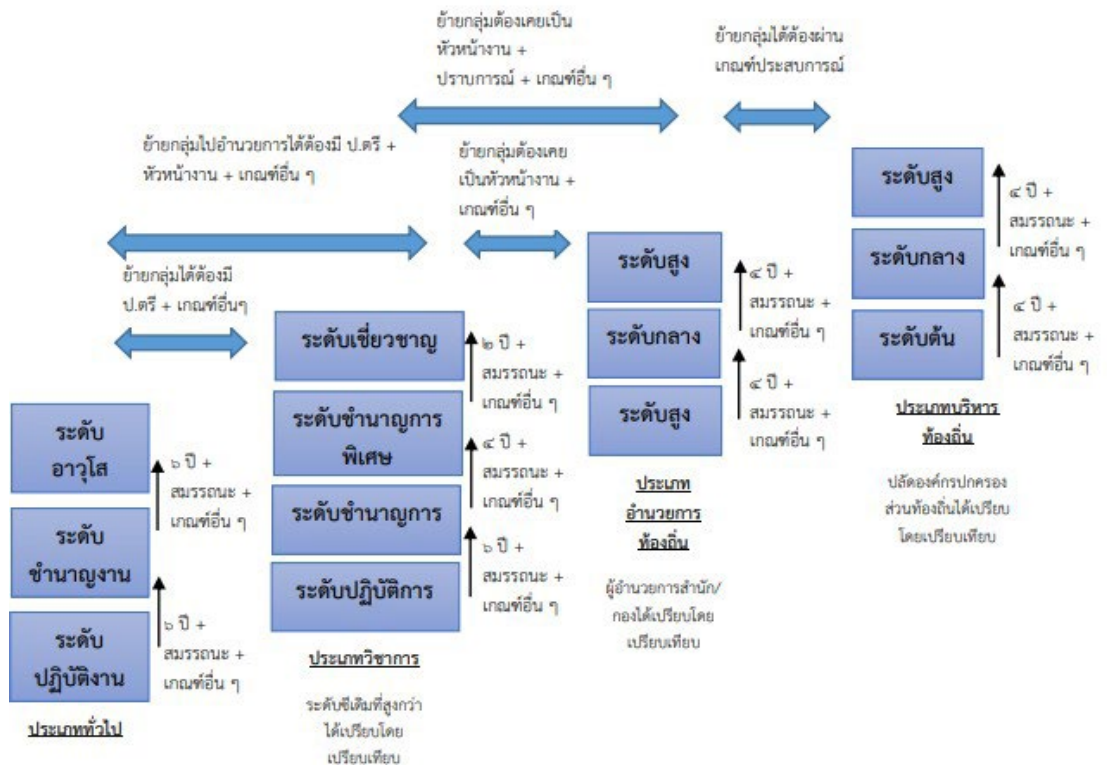 ย้ายกลุ่มต้องเคยเป็น
หัวหน้างาน +
ปราบการณ์ + เกณฑ์อื่น ๆ
ย้ายกลุ่มได้ต้องผ่าน
เกณฑ์ประสบการณ์
ย้ายกลุ่มไปอำนวยการได้ต้องมี ป.ตรี +
หัวหน้างาน + เกณฑ์อื่น ๆ
ย้ายกลุ่มต้องเคย
เป็นหัวหน้างาน +
เกณฑ์อื่น ๆ
ย้ายกลุ่มได้ต้องมี
ป.ตรี + เกณฑ์อื่นๆ
ระดับ
อาวุโส
๖ ปี +
สมรรถนะ +
เกณฑ์อื่น ๆ
ระดับ
ชำนาญงาน
๖ ปี +
สมรรถนะ +
เกณฑ์อื่น ๆ
ระดับ
ปฏิบัติงาน
ประเภททั่วไป
ระดับเชี่ยวชาญ
๒ ปี +
สมรรถนะ +
เกณฑ์อื่น ๆ
ระดับชำนาญการ
พิเศษ
๔ ปี +
สมรรถนะ +
เกณฑ์อื่น ๆ
ระดับชำนาญการ
๖ ปี +
สมรรถนะ +
เกณฑ์อื่น ๆ
ระดับปฏิบัติการ
ประเภทวิชาการ
ระดับซีเดิมที่สูงกว่า
ได้เปรียบโดย
เปรียบเทียบ
ระดับสูง
๔ ปี +
สมรรถนะ +
เกณฑ์อื่น ๆ
ระดับกลาง
๔ ปี +
สมรรถนะ +
เกณฑ์อื่น ๆ
ระดับสูง
ประเภท
อำนวยการ
ท้องถิ่น
ผู้อำนวยการสำนัก/
กองได้เปรียบโดย
เปรียบเทียบ
ระดับสูง
๔ ปี +
สมรรถนะ +
เกณฑ์อื่น ๆ
ระดับกลาง
๔ ปี +
สมรรถนะ +
เกณฑ์อื่น ๆ
ระดับต้น
ประเภทบริหาร
ท้องถิ่น
ปลัดองค์กรปกครอง
ส่วนท้องถิ่นได้เปรียบ
โดยเปรียบเทียบ